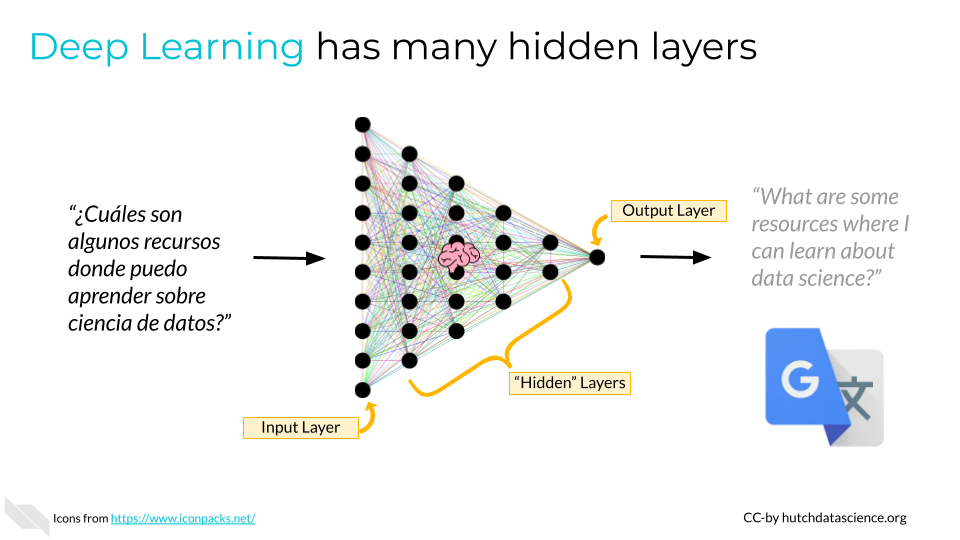 Deep Learning has many hidden layers
“¿Cuáles son
algunos recursos
donde puedo
aprender sobre
ciencia de datos?”
Output Layer
“Hidden” Layers
Input Layer
“What are some
resources where I
can learn about
data science?”
G 文
Icons from https://www.iconpacks.net/
CC-by hutchdatascience.org